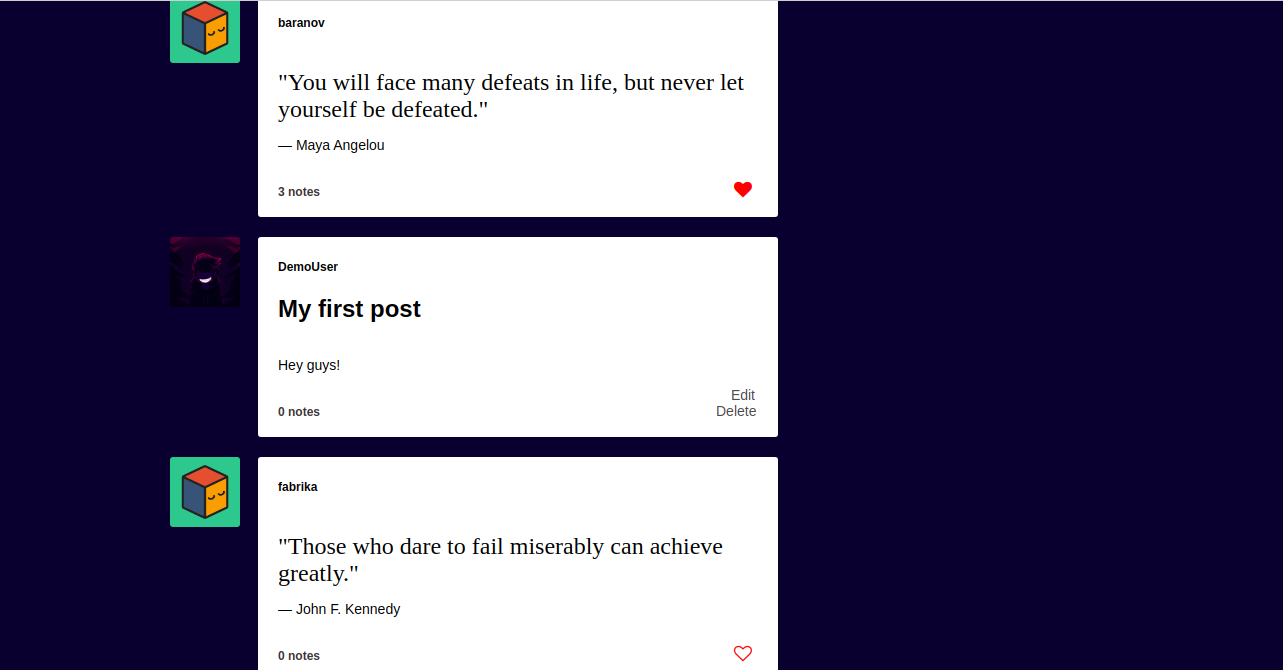 baranov
"You will face many defeats in life, but never let
yourself be defeated."
— Maya Angelou
3 notes
DemoUser
My first post
Hey guys!
Edit
0 notes
Delete
fabrika
"Those who dare to fail miserably can achieve
greatly."
— John F. Kennedy
0 notes